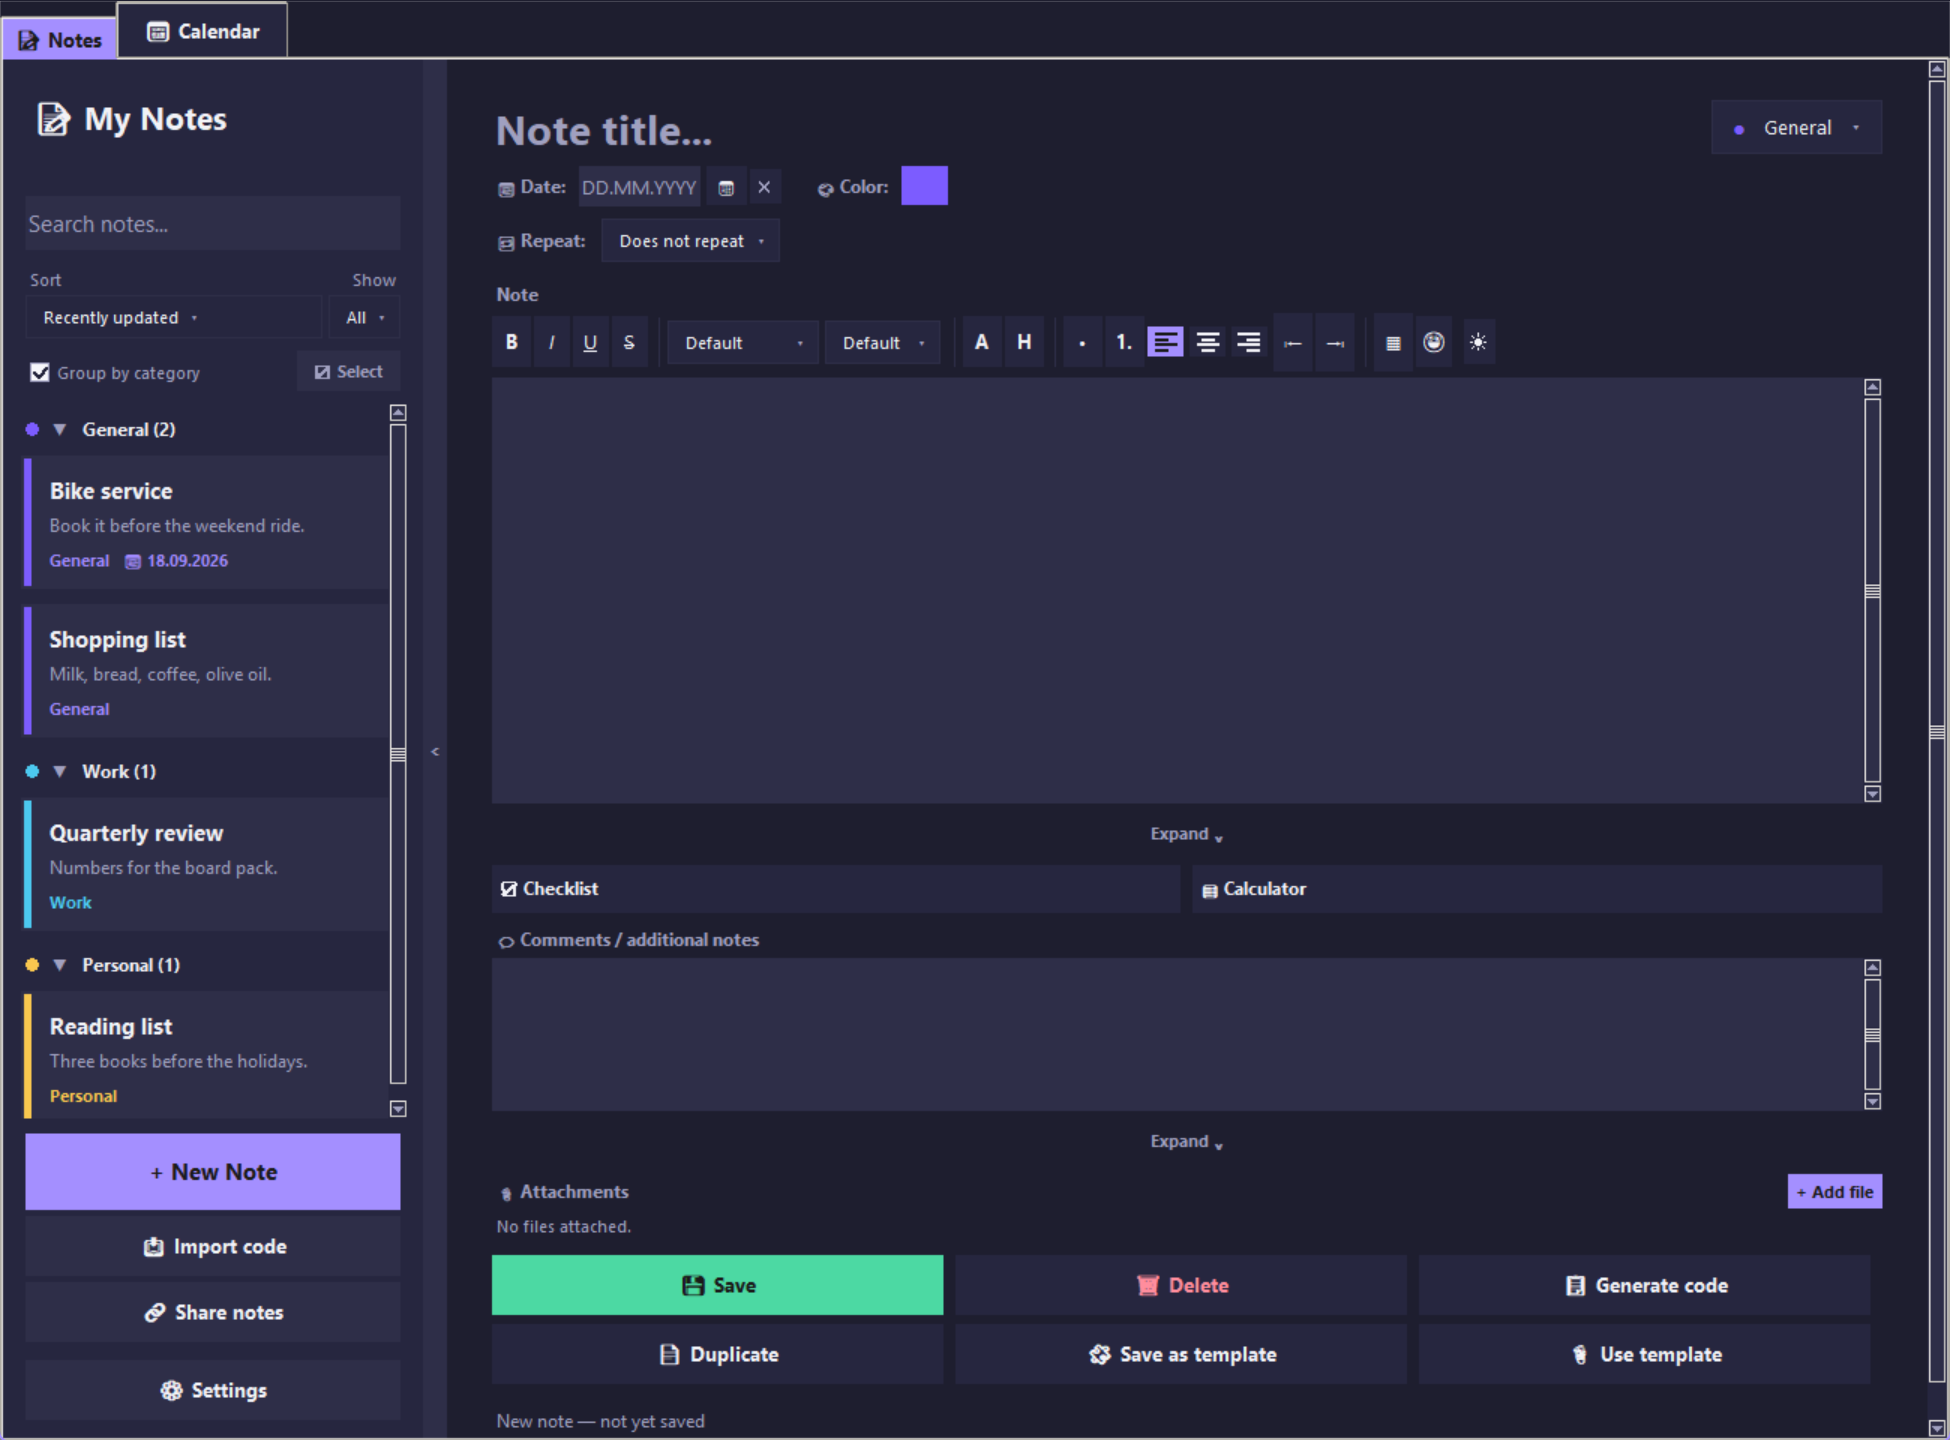 Notes
Calendar
My Notes
Search notes...
Sort
Show
Recently updated
All
Group by category
Select
General (2)
Bike service
Book it before the weekend ride.
General 18.09.2026
Shopping list
Milk, bread, coffee, olive oil.
General
Work (1)
Quarterly review
Numbers for the board pack.
Work
Personal (1)
Reading list
Three books before the holidays.
Personal
+ New Note
Import code
Share notes
Settings
<
Note title...
General
Date: DD.MM.YYYY
Color:
Repeat: Does not repeat
Note
B I U S Default Default A H • 1.
Expand
Checklist
Calculator
Comments / additional notes
Expand
Attachments
+ Add file
No files attached.
Save
Delete
Generate code
Duplicate
Save as template
Use template
New note — not yet saved